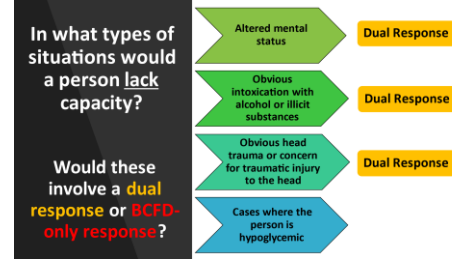 In what types of
situations would
a person lack
capacity?
Would these
involve a dual
response or BCFD-
only response?
Altered mental
status
Dual Response
Obvious
intoxication with
alcohol or illicit
substances
Dual Response
Obvious head
trauma or concern
for traumatic injury
to the head
Dual Response
Cases where the
person is
hypoglycemic